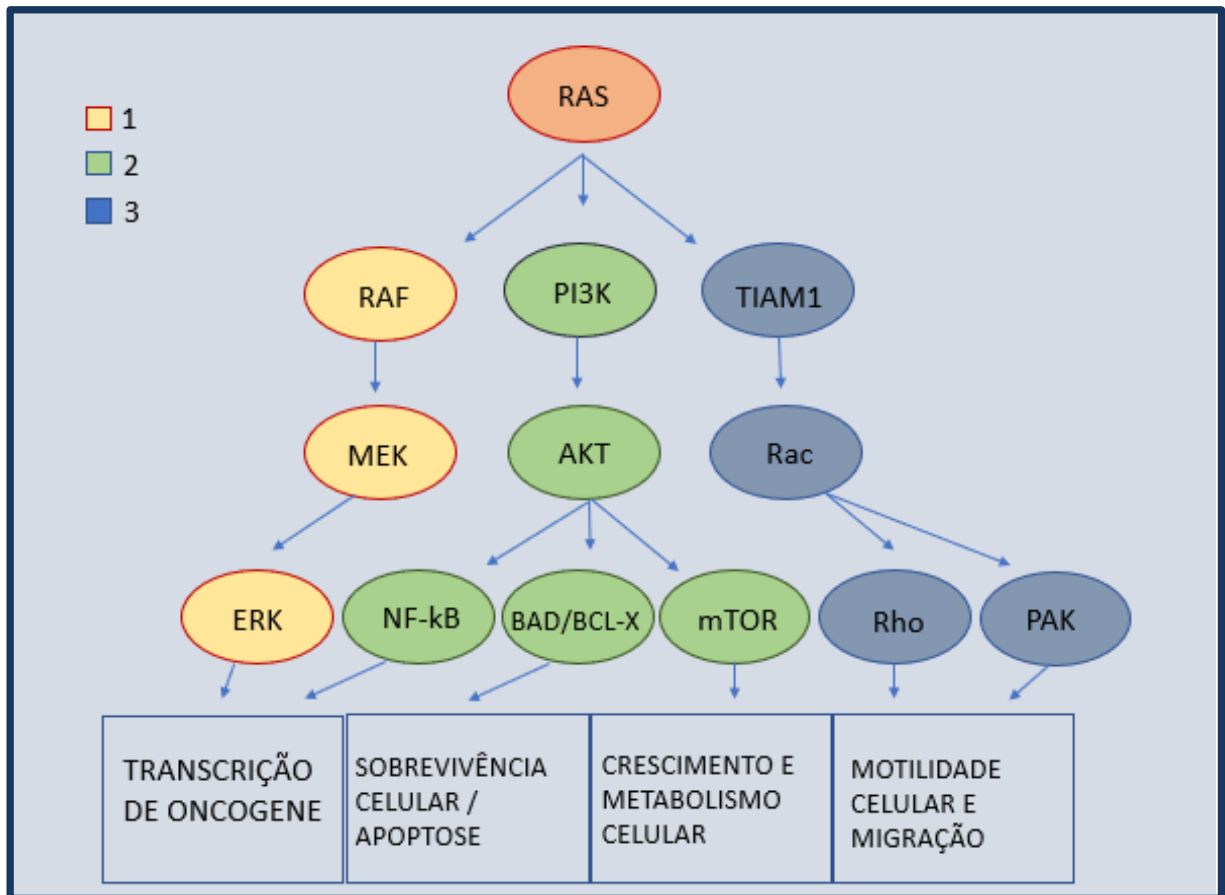 RAS
1
2
3
RAF
PI3K
TIAM1
MEK
AKT
Rac
ERK
NF-kB
BAD/BCL-X
mTOR
Rho
PAK
TRANSCRIÇÃO
DE ONCOGENE
SOBREVIVÊNCIA
CELULAR /
APOPTOSE
CRESCIMENTO E
METABOLISMO
CELULAR
MOTILIDADE
CELULAR E
MIGRAÇÃO